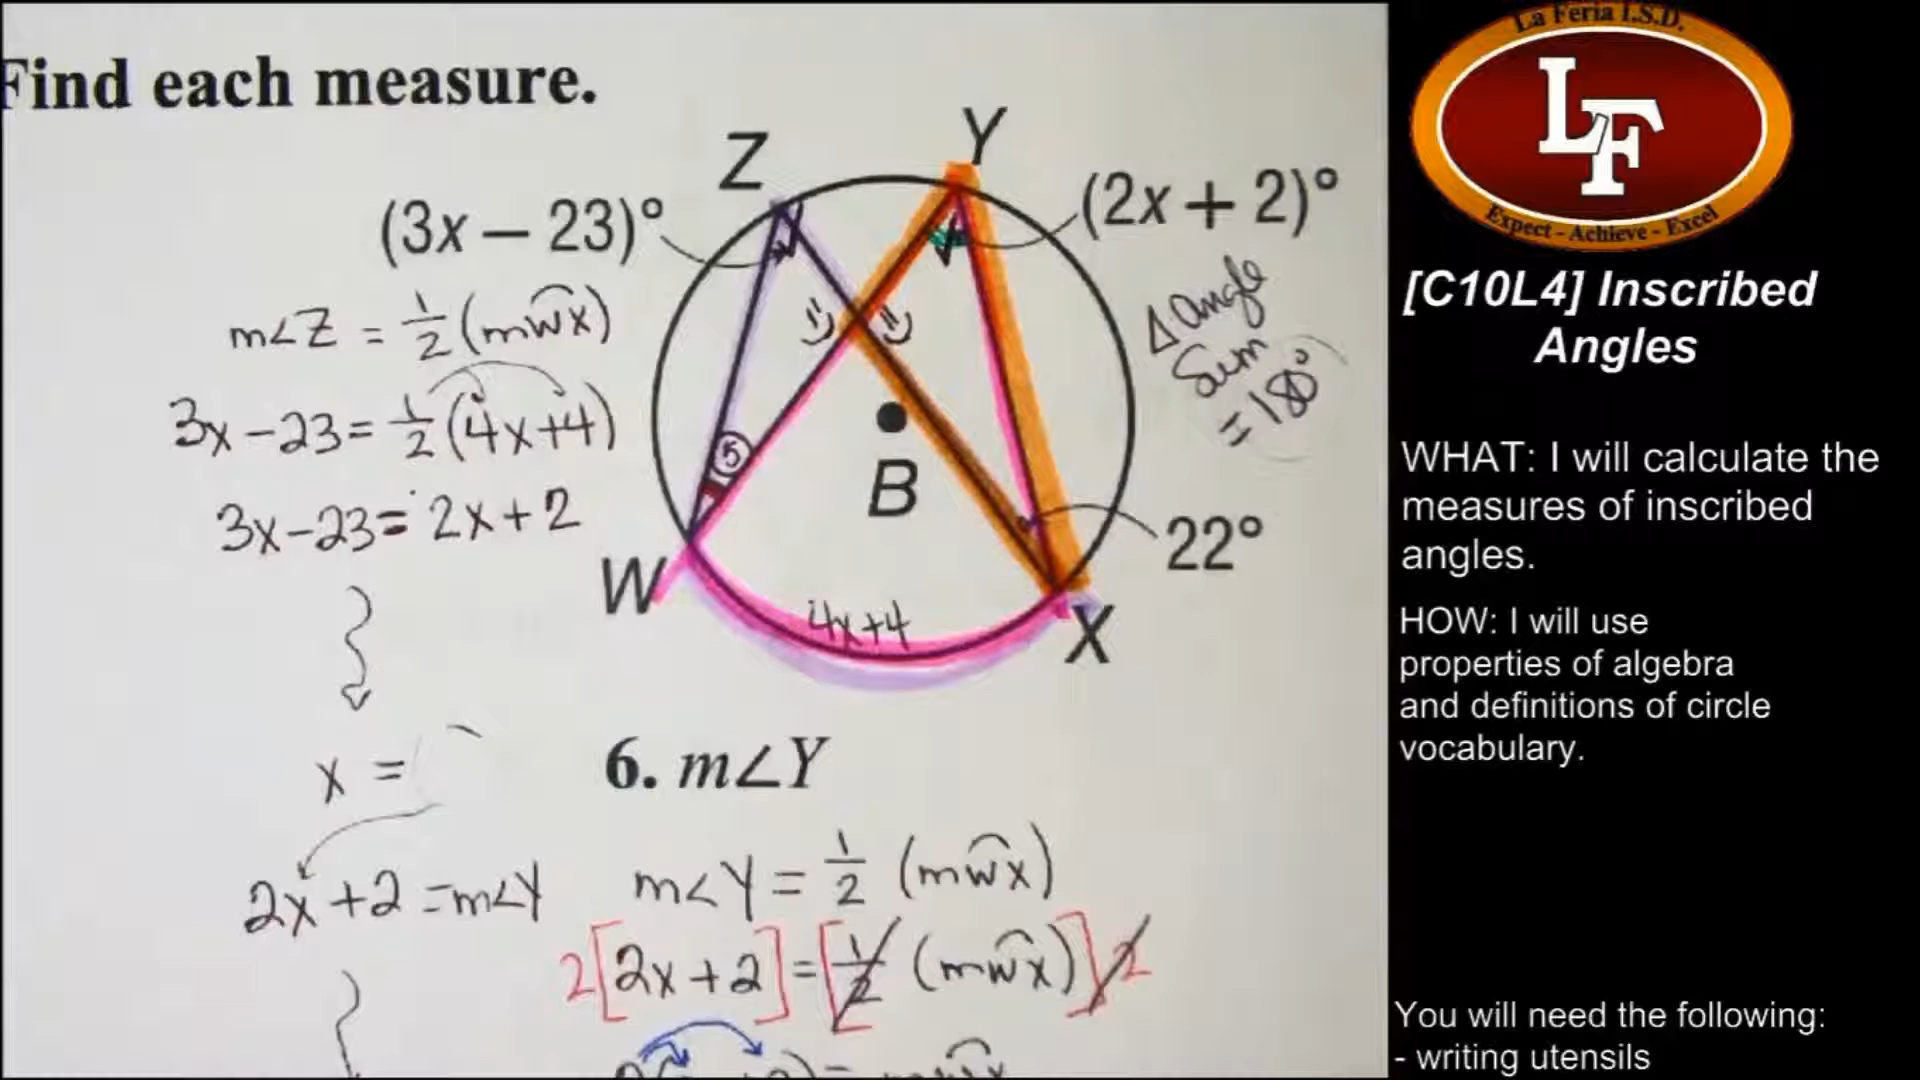 Find each measure.
Z
Y
(3x – 23)°
(2x + 2)°
m∠Z = 1/2 (mWX)
3x – 23 = 1/2 (4x + 4)
3x – 23 = 2x + 2
Δ angle
Sum
= 180°
5
B
22°
W
4x + 4
X
x =
6. m∠Y
2x + 2 = m∠Y
m∠Y = 1/2 (mWX)
2[2x + 2] = [1/2 (mWX)]2
La Feria I.S.D.
LF
Expect - Achieve - Excel
[C10L4] Inscribed
Angles
WHAT: I will calculate the
measures of inscribed
angles.
HOW: I will use
properties of algebra
and definitions of circle
vocabulary.
You will need the following:
- writing utensils